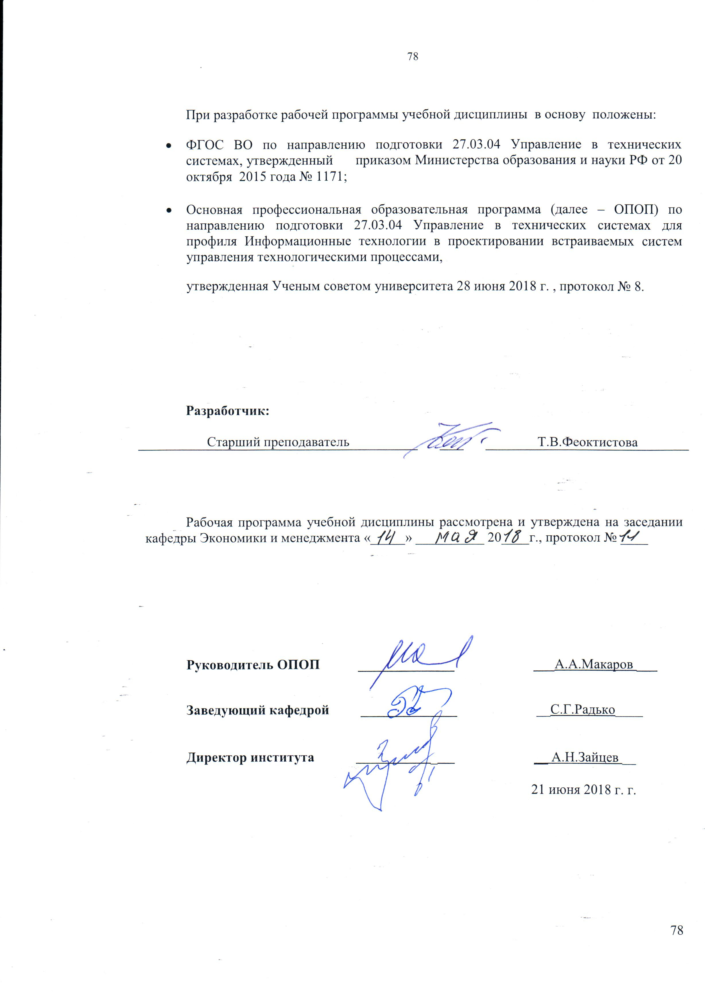 78
При разработке рабочей программы учебной дисциплины в основу положены:
• ФГОС ВО по направлению подготовки 27.03.04 Управление в технических
системах, утвержденный приказом Министерства образования и науки РФ от 20
октября 2015 года № 1171;
• Основная профессиональная образовательная программа (далее – ОПОП) по
направлению подготовки 27.03.04 Управление в технических системах для
профиля Информационные технологии в проектировании встраиваемых систем
управления технологическими процессами,
утвержденная Ученым советом университета 28 июня 2018 г. , протокол № 8.
Разработчик:
Старший преподаватель Т.В.Феоктистова
Рабочая программа учебной дисциплины рассмотрена и утверждена на заседании
кафедры Экономики и менеджмента «14» мая 2018 г., протокол № 11
Руководитель ОПОП А.А.Макаров
Заведующий кафедрой С.Г.Радько
Директор института А.Н.Зайцев
21 июня 2018 г. г.
78